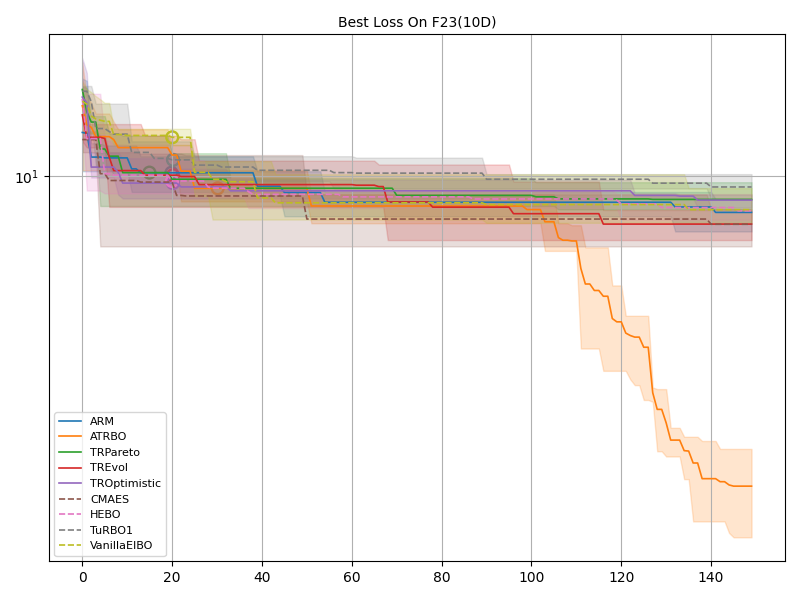 Best Loss On F23(10D)
10¹
ARM
ATRBO
TRPareto
TREvol
TROptimistic
CMAES
HEBO
TuRBO1
VanillaEIBO
0 20 40 60 80 100 120 140